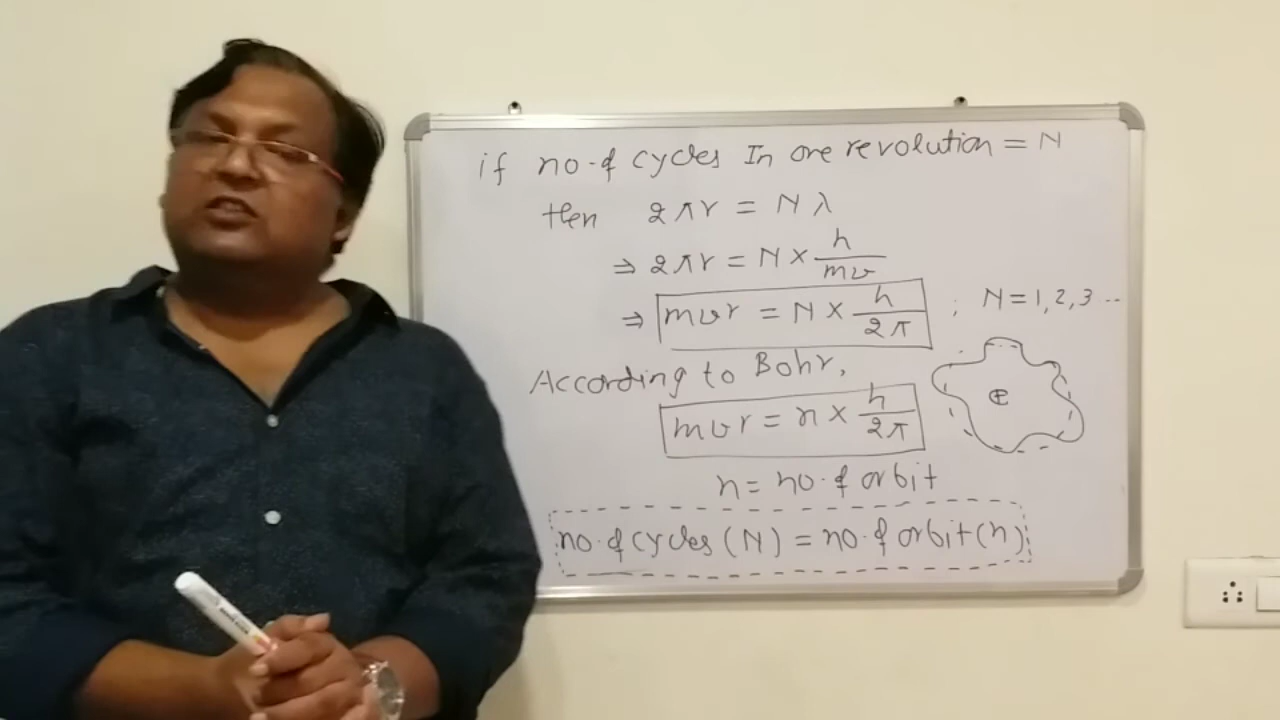 if no. of cycles In one revolution = N
then 2πr = Nλ
⇒ 2πr = N × h/mv
⇒ mvr = N × h/2π ; N = 1, 2, 3 ..
According to Bohr,
⊕
mvr = n × h/2π
n = no. of orbit
no. of cycles (N) = no. of orbit (n)